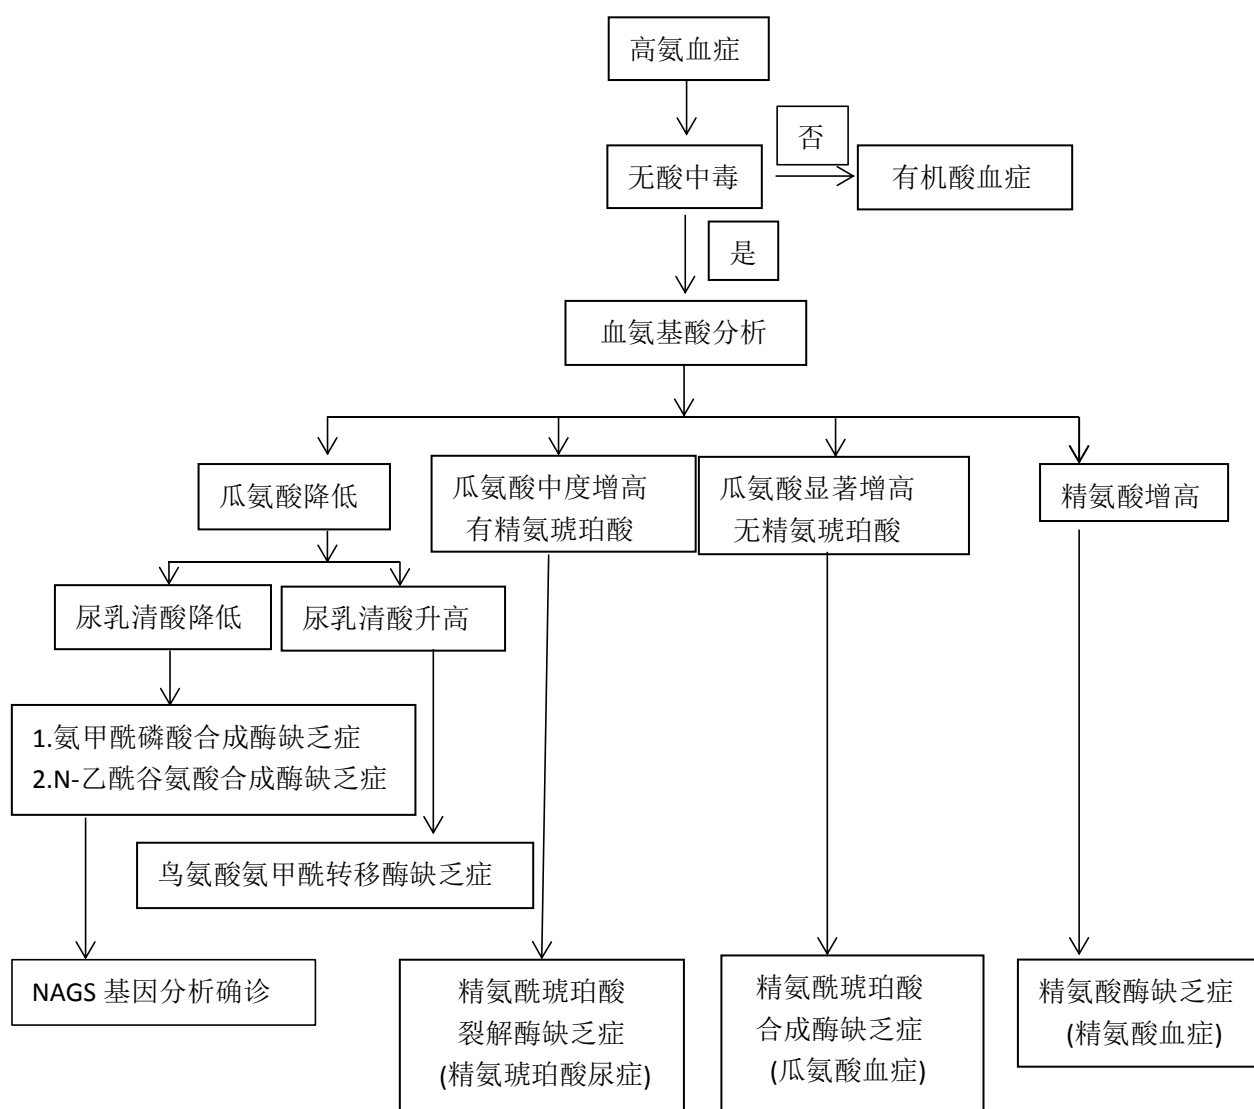 高氨血症
否
无酸中毒
有机酸血症
是
血氨基酸分析
瓜氨酸降低
瓜氨酸中度增高
有精氨琥珀酸
瓜氨酸显著增高
无精氨琥珀酸
精氨酸增高
尿乳清酸降低
尿乳清酸升高
1.氨甲酰磷酸合成酶缺乏症
2.N-乙酰谷氨酸合成酶缺乏症
鸟氨酸氨甲酰转移酶缺乏症
NAGS 基因分析确诊
精氨酰琥珀酸
裂解酶缺乏症
(精氨琥珀酸尿症)
精氨酰琥珀酸
合成酶缺乏症
(瓜氨酸血症)
精氨酸酶缺乏症
(精氨酸血症)